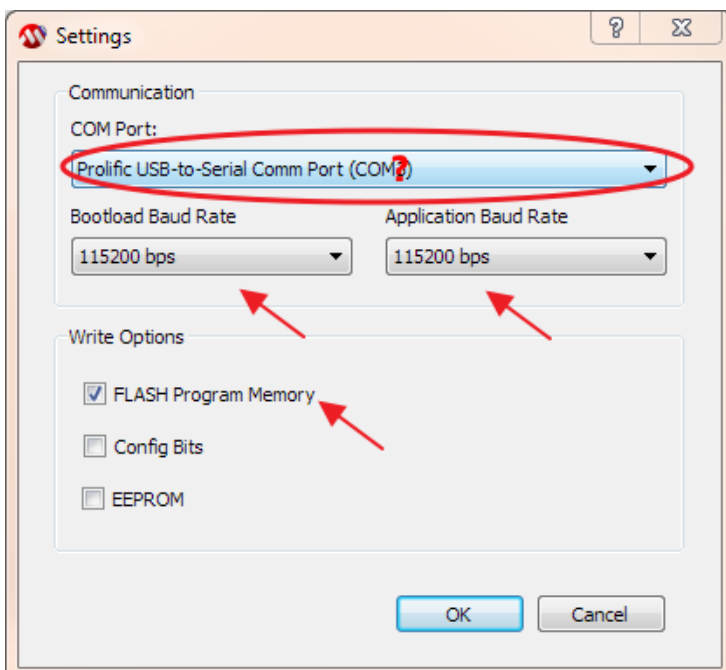 Settings
Communication
COM Port:
Prolific USB-to-Serial Comm Port (COM?)
Bootload Baud Rate
Application Baud Rate
115200 bps
115200 bps
Write Options
FLASH Program Memory
Config Bits
EEPROM
OK
Cancel